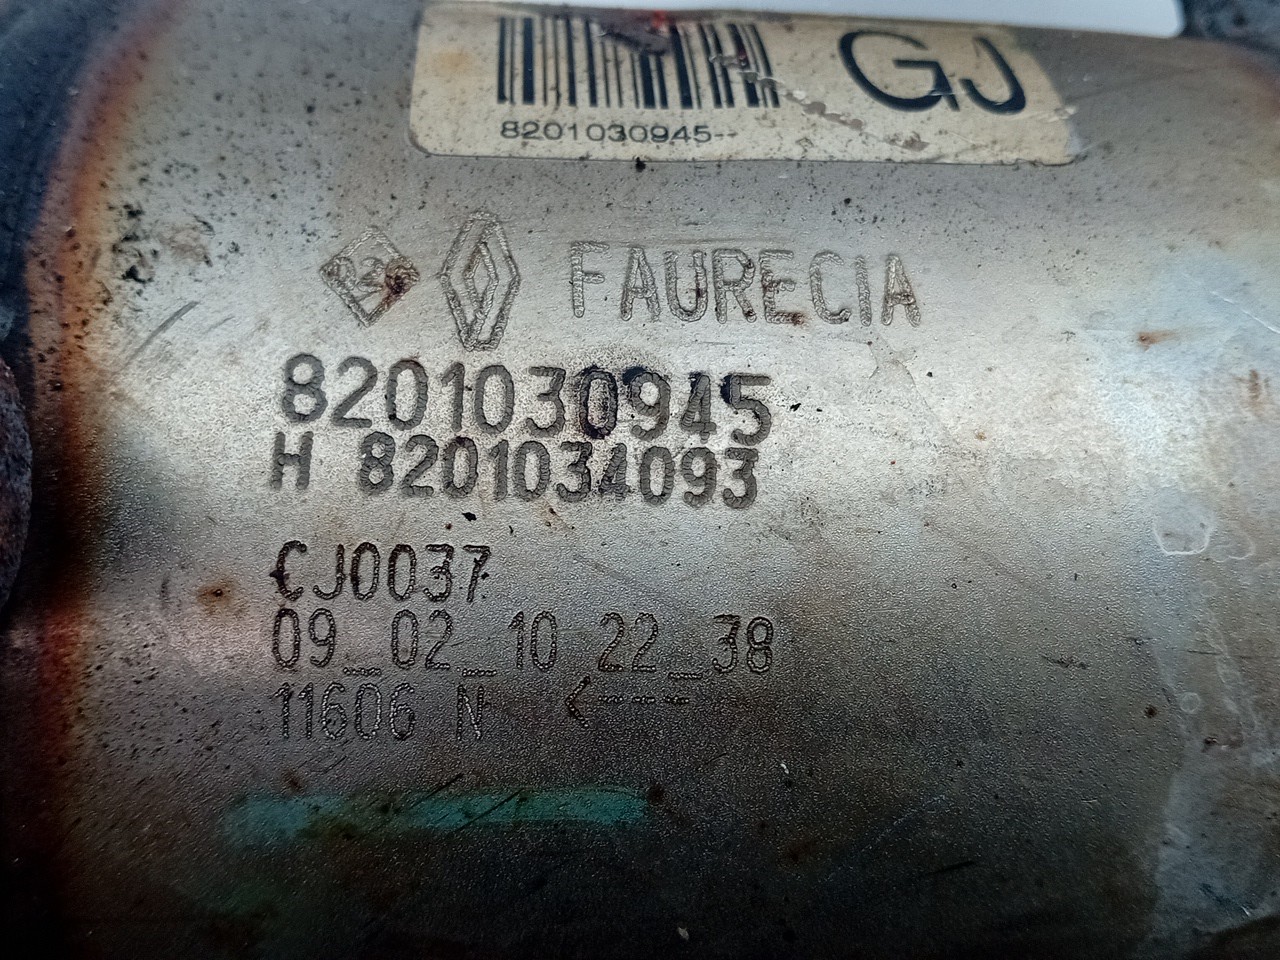 GJ
8201030945--
FAURECIA
8201030945
H 8201034093
CJ0037
09_02_10 22_38
11606 N <---